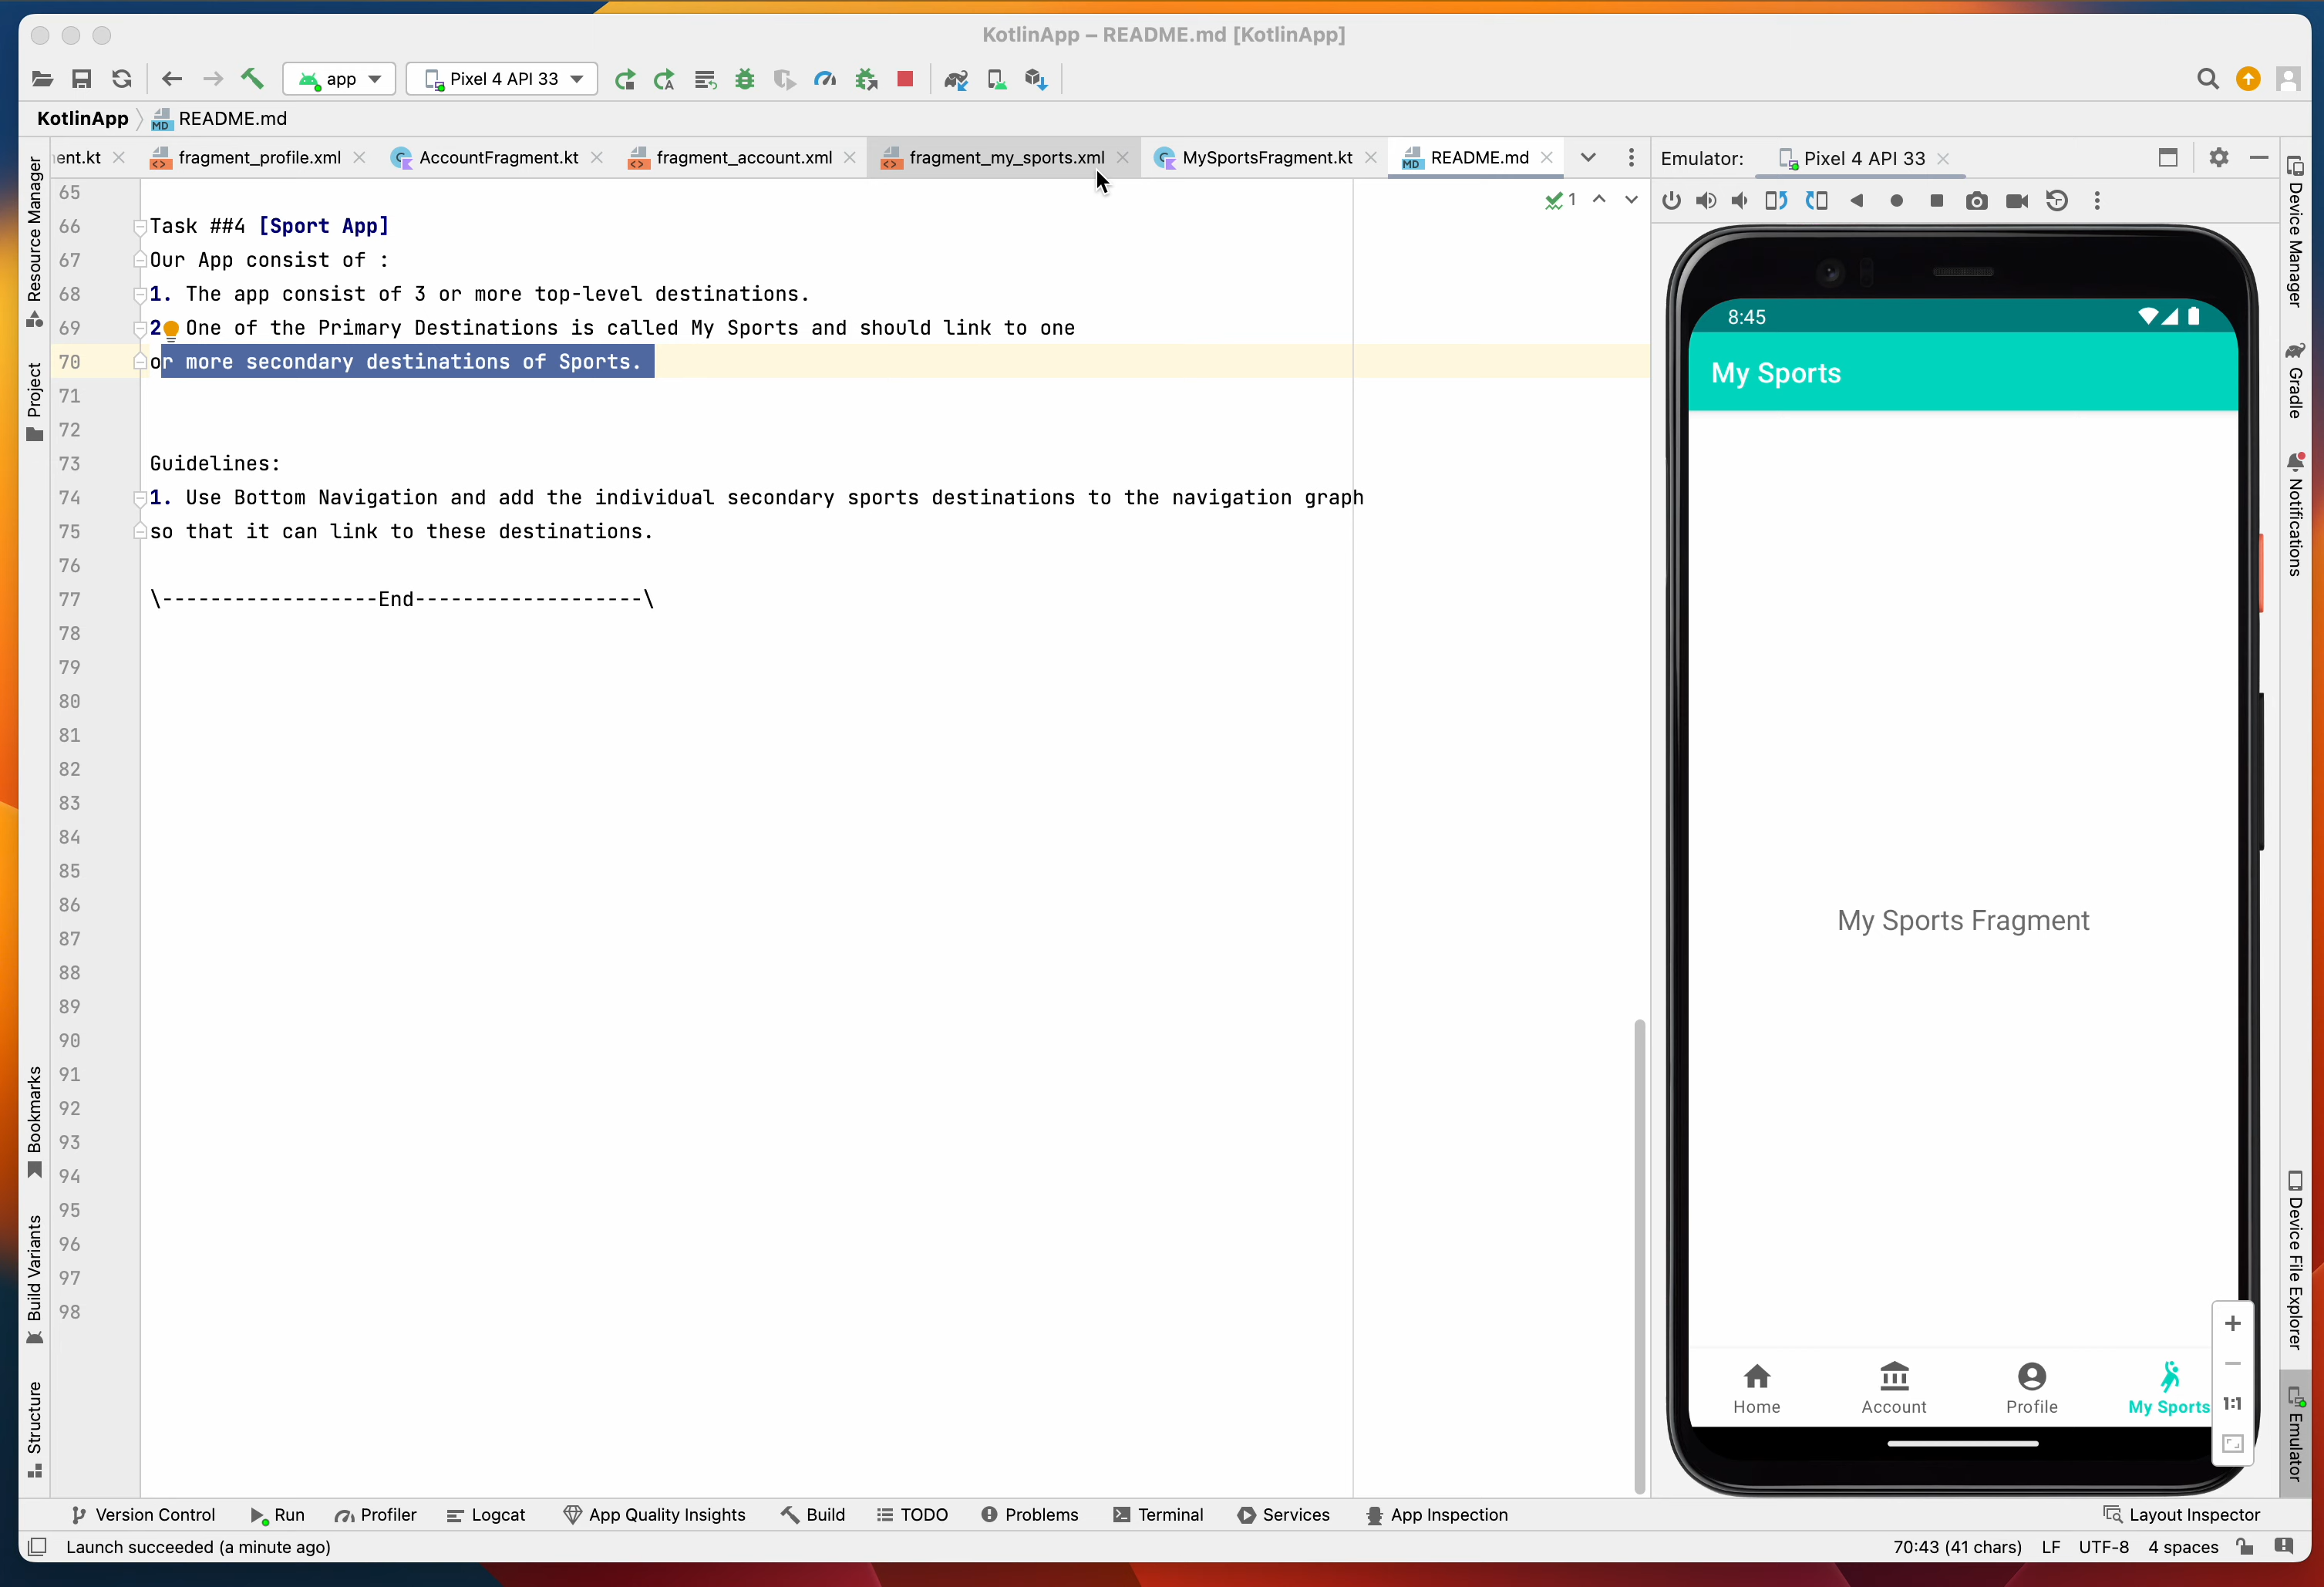 KotlinApp – README.md [KotlinApp]
app
Pixel 4 API 33
KotlinApp
README.md
ent.kt
fragment_profile.xml
AccountFragment.kt
fragment_account.xml
fragment_my_sports.xml
MySportsFragment.kt
README.md
Emulator:
Pixel 4 API 33
Resource Manager
Project
Bookmarks
Build Variants
Structure
1
65
66 Task ##4 [Sport App]
67 Our App consist of :
68 1. The app consist of 3 or more top-level destinations.
69 2 One of the Primary Destinations is called My Sports and should link to one
70 or more secondary destinations of Sports.
71
72
73 Guidelines:
74 1. Use Bottom Navigation and add the individual secondary sports destinations to the navigation graph
75 so that it can link to these destinations.
76
77 \------------------End-------------------\
78
79
80
81
82
83
84
85
86
87
88
89
90
91
92
93
94
95
96
97
98
8:45
My Sports
My Sports Fragment
Home
Account
Profile
My Sports
1:1
Device Manager
Gradle
Notifications
Device File Explorer
Emulator
Version Control
Run
Profiler
Logcat
App Quality Insights
Build
TODO
Problems
Terminal
Services
App Inspection
Layout Inspector
Launch succeeded (a minute ago)
70:43 (41 chars)
LF
UTF-8
4 spaces